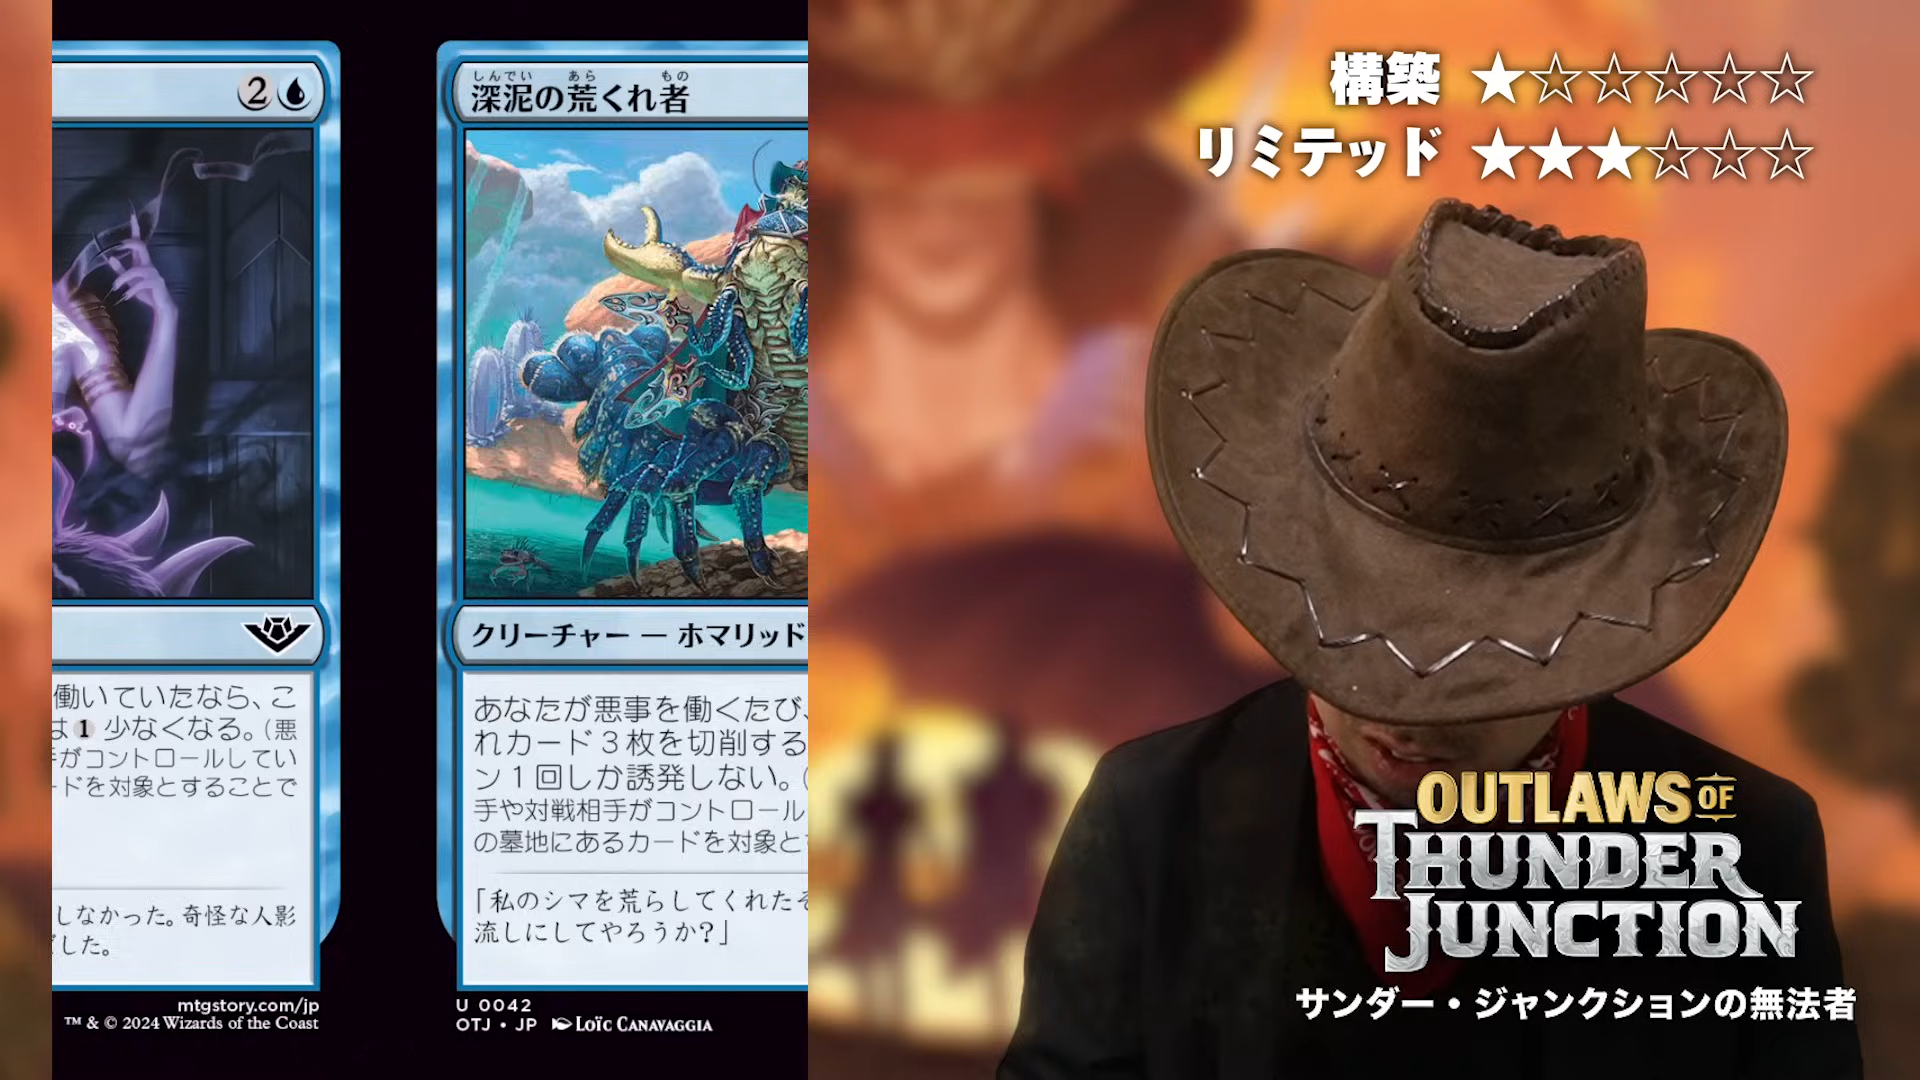 2
働いていたなら、こ
は1少なくなる。(悪
がコントロールしてい
ードを対象とすることで
しなかった。奇怪な人影
した。
mtgstory.com/jp
™ & © 2024 Wizards of the Coast
しんでい あら もの
深泥の荒くれ者
クリーチャー — ホマリッド
あなたが悪事を働くたび、
れカード3枚を切削する
ン1回しか誘発しない。(
手や対戦相手がコントロール
の墓地にあるカードを対象と
「私のシマを荒らしてくれたそ
流しにしてやろうか?」
U 0042
OTJ • JP Loïc Canavaggia
構築 ★☆☆☆☆☆
リミテッド ★★★☆☆☆
OUTLAWS OF
THUNDER
JUNCTION
サンダー・ジャンクションの無法者